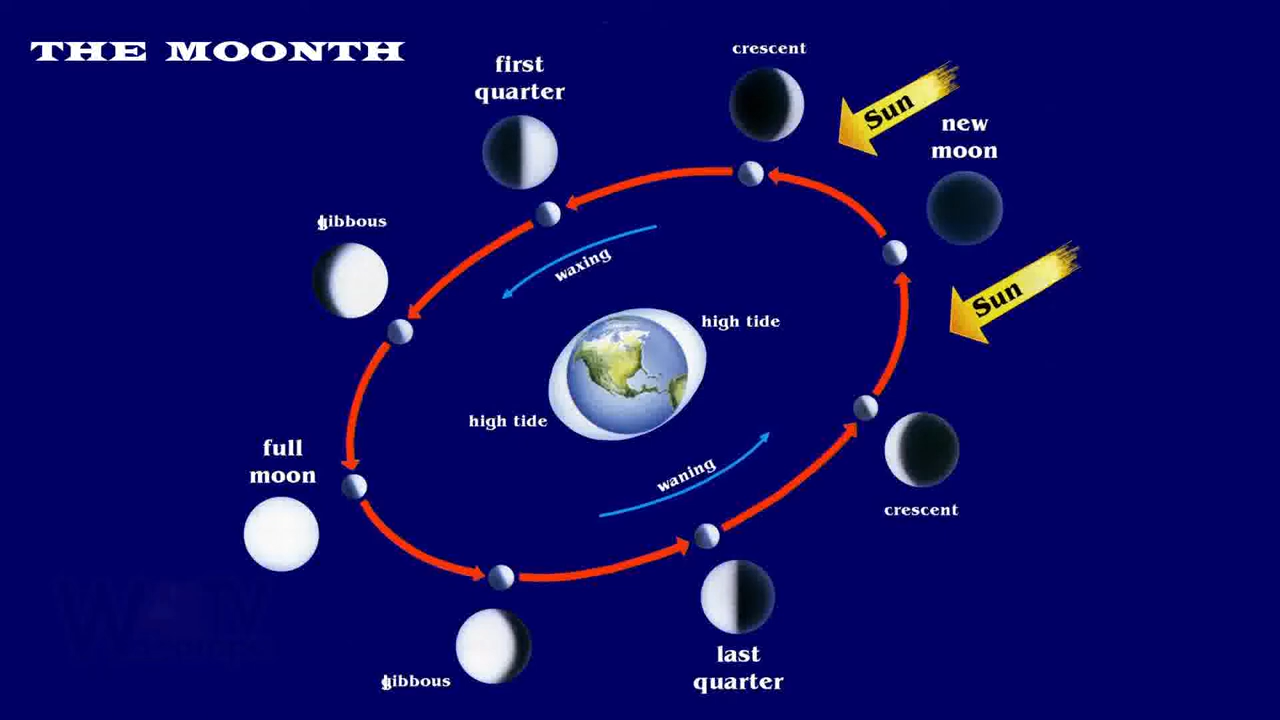 THE MOONTH
crescent
first
quarter
Sun
new
moon
gibbous
waxing
Sun
high tide
high tide
full
moon
waning
crescent
last
quarter
gibbous